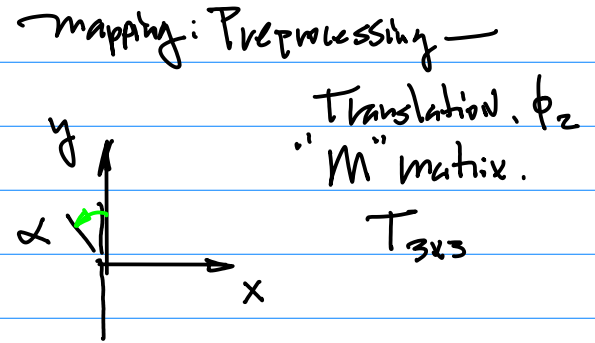 Mapping: Preprocessing —
Translation, ϕ₂
"M" matrix.
T₃ₓ₃
y
α
x